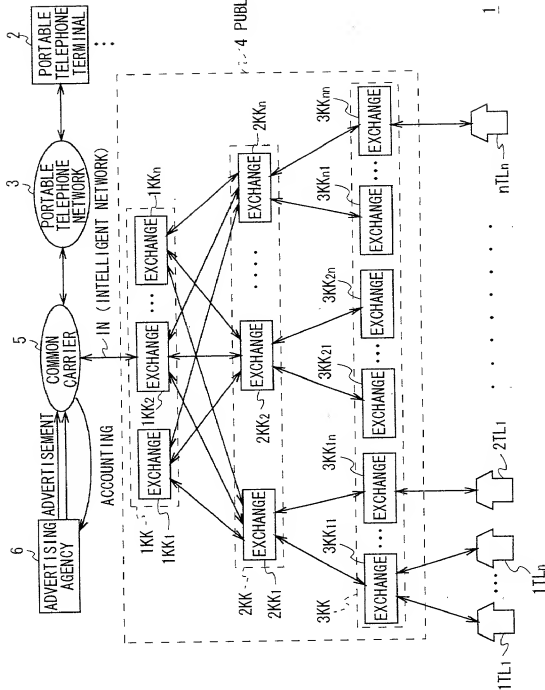 1
2
PORTABLE
TELEPHONE
TERMINAL
3
PORTABLE
TELEPHONE
NETWORK
5
COMMON
CARRIER
6
ADVERTISING
AGENCY
ADVERTISEMENT
ACCOUNTING
IN (INTELLIGENT NETWORK)
4 PUBL
1KK
1KK1
EXCHANGE
1KK2
EXCHANGE
1KKn
EXCHANGE
2KK
2KK1
EXCHANGE
2KK2
EXCHANGE
2KKn
EXCHANGE
3KK
3KK11
EXCHANGE
3KK1n
EXCHANGE
3KK21
EXCHANGE
3KK2n
EXCHANGE
3KKn1
EXCHANGE
3KKnn
EXCHANGE
1TL1
1TLn
2TL1
nTLn